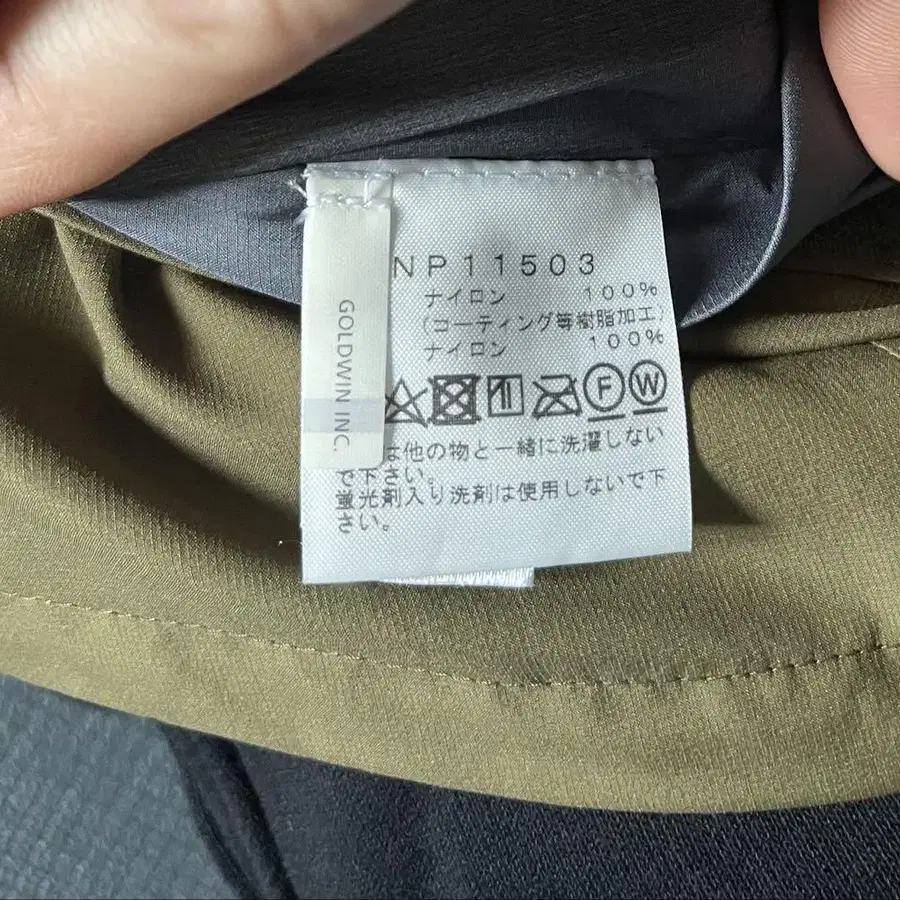 NP11503
ナイロン 100%
(コーティング等樹脂加工)
ナイロン 100%
F W
は他の物と一緒に洗濯しない
で下さい。
蛍光剤入り洗剤は使用しないで下
さい。
GOLDWIN INC.